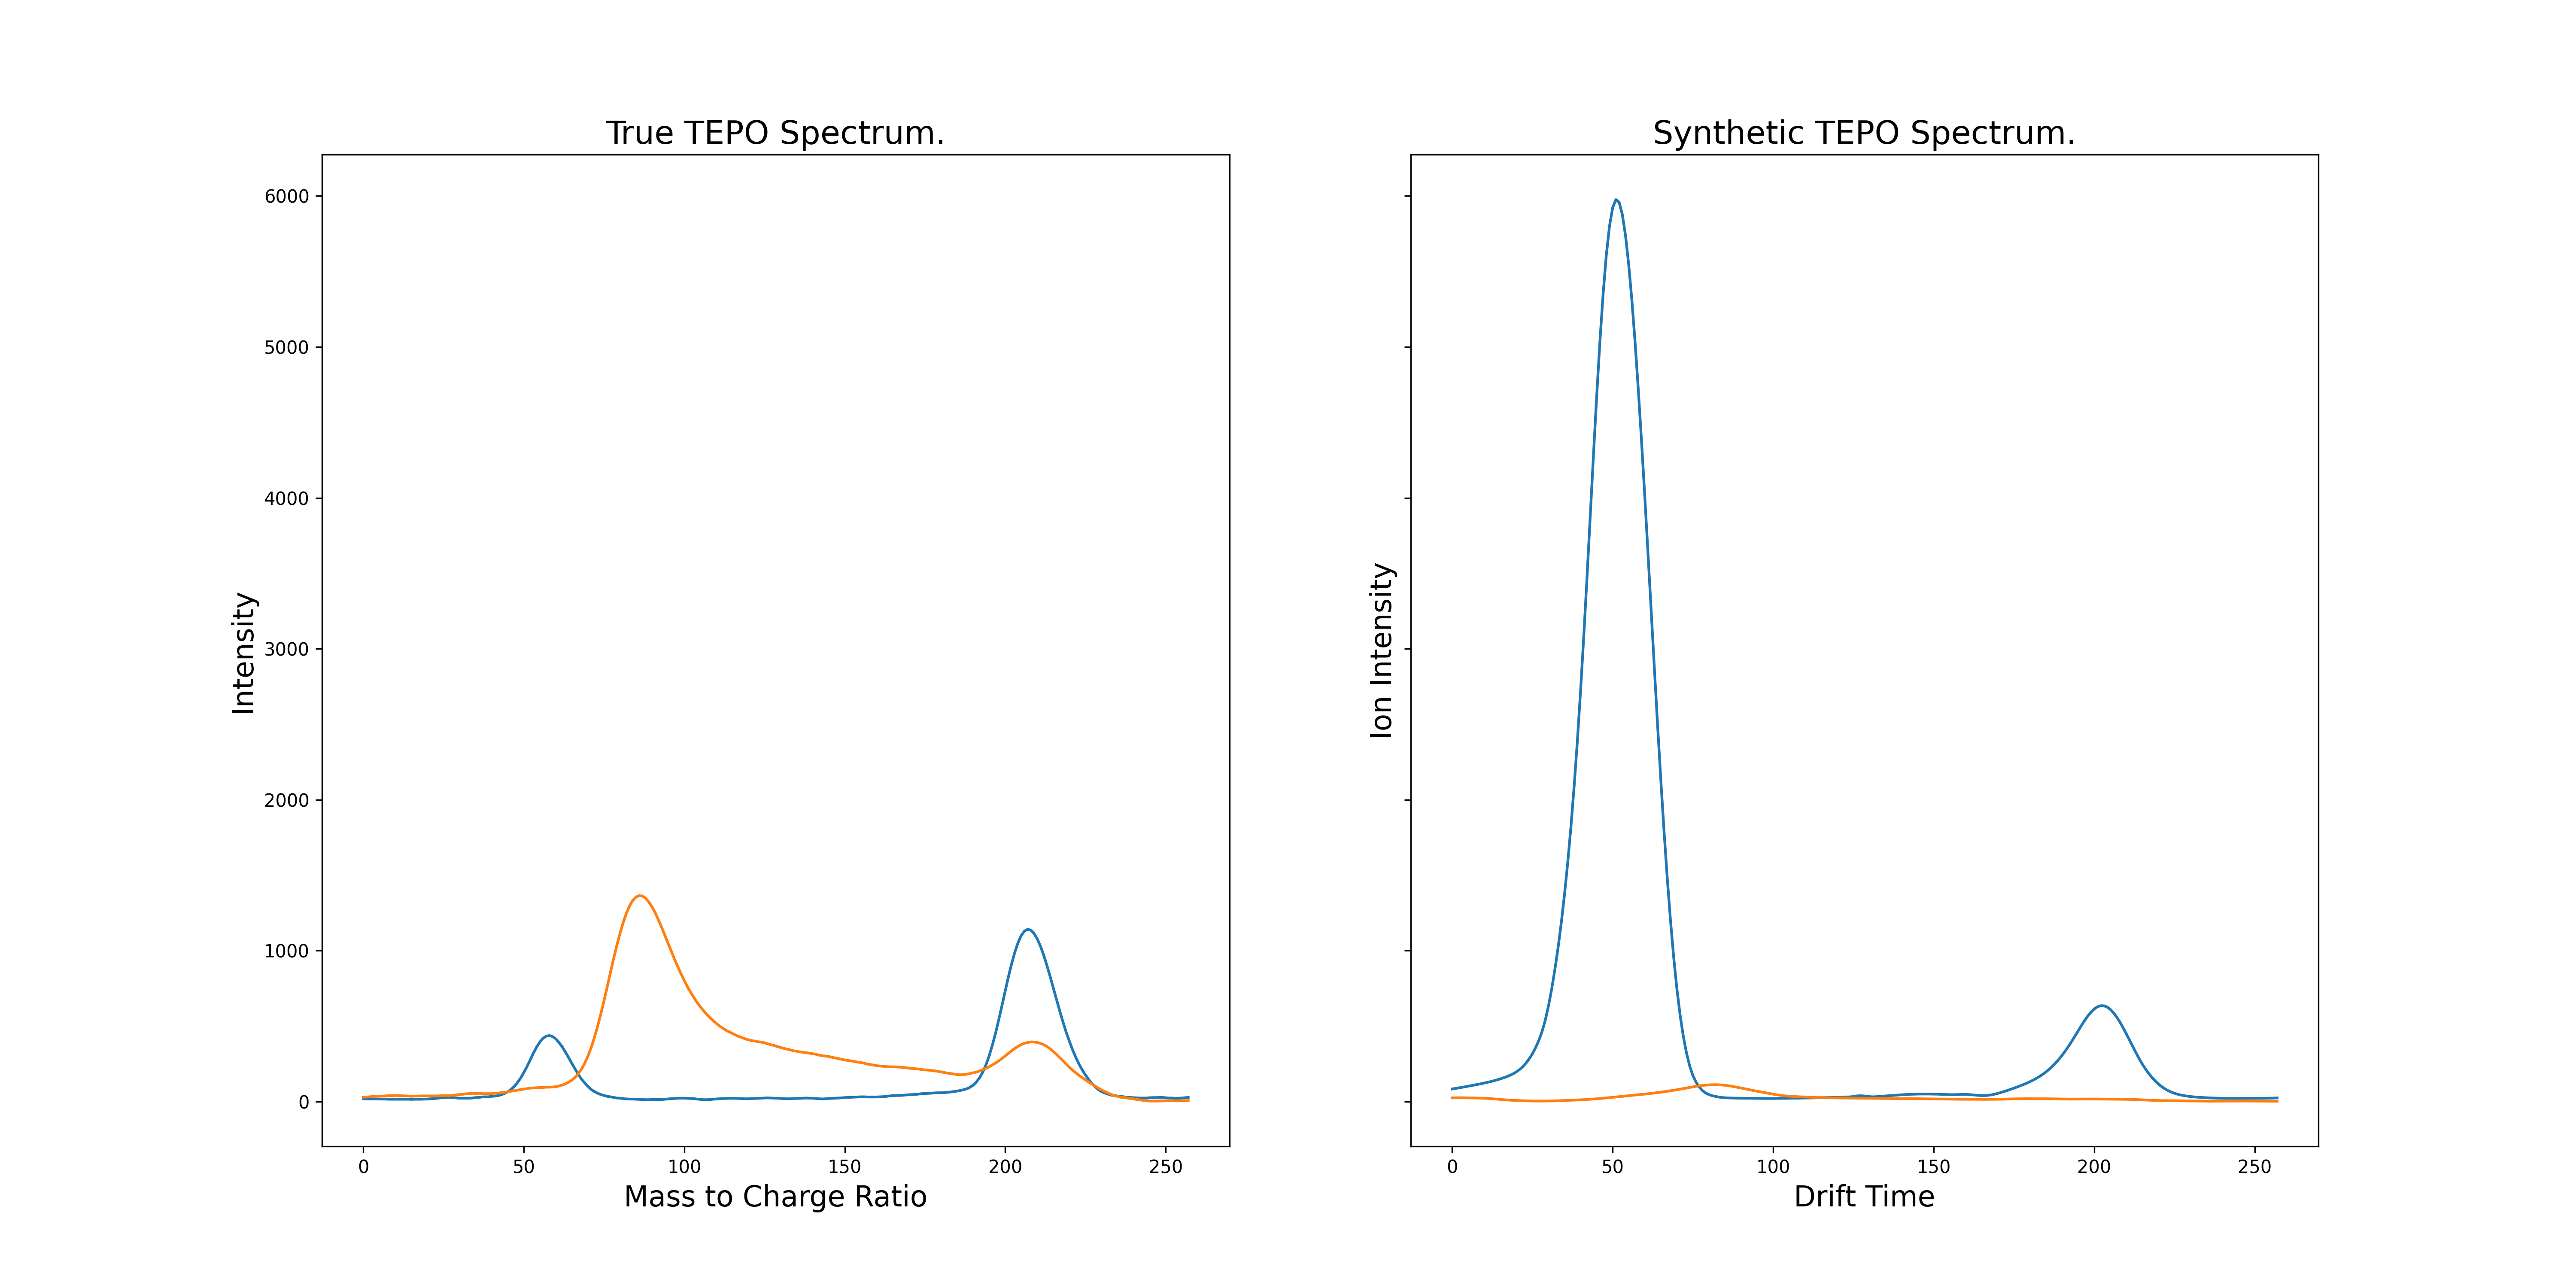 True TEPO Spectrum.
Intensity
6000
5000
4000
3000
2000
1000
0
0 50 100 150 200 250
Mass to Charge Ratio
Synthetic TEPO Spectrum.
Ion Intensity
0 50 100 150 200 250
Drift Time